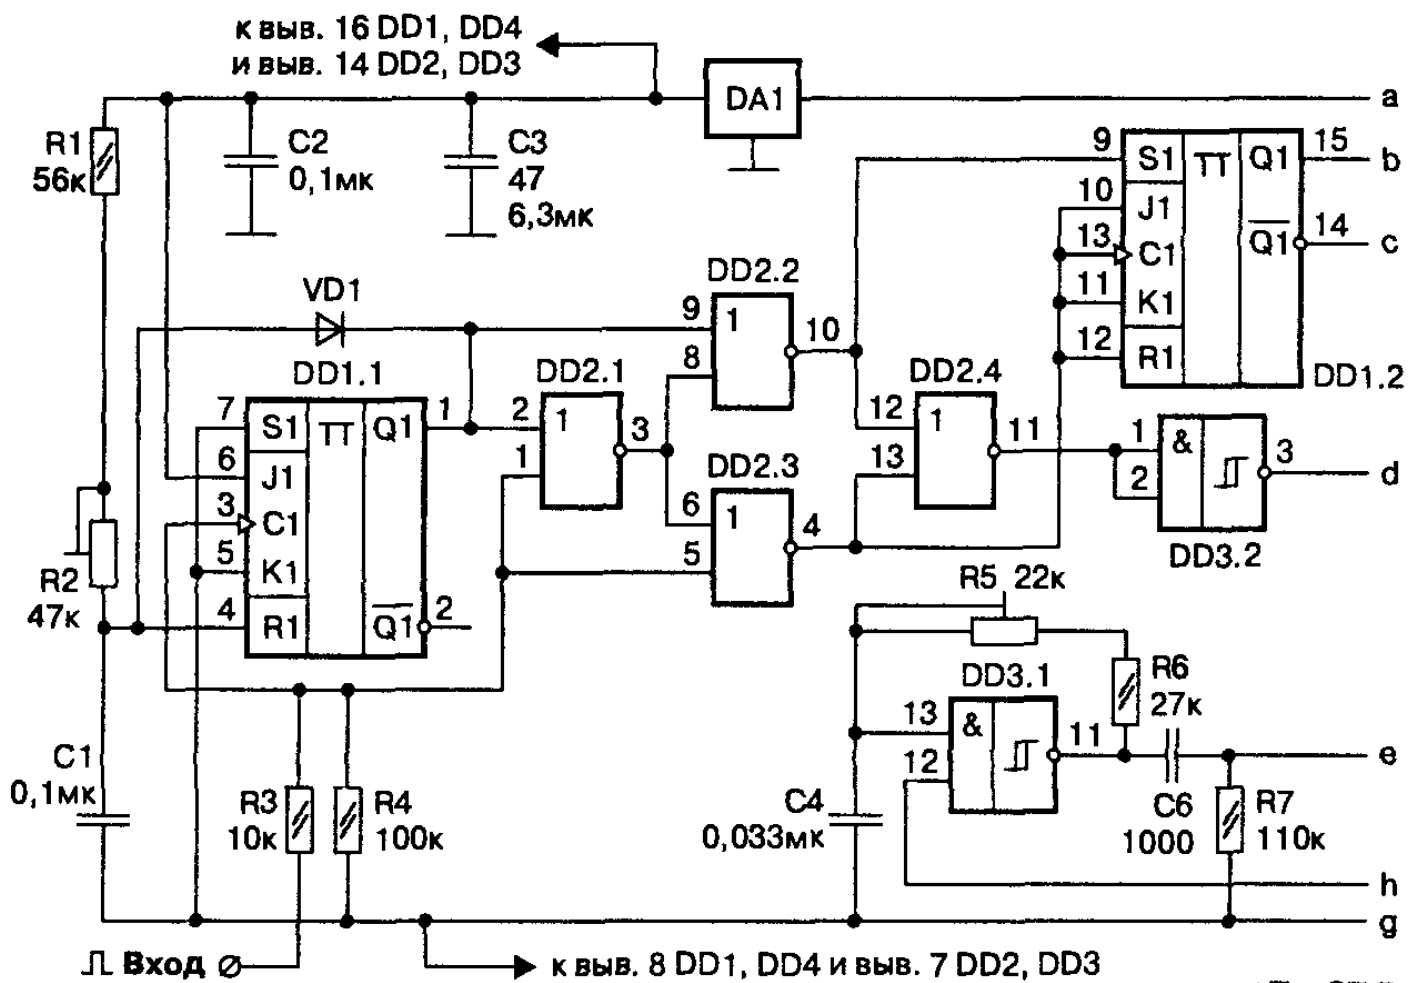 к выв. 16 DD1, DD4
и выв. 14 DD2, DD3
DA1
a
R1
56к
C2
0,1мк
C3
47
6,3мк
9
S1
TT
Q1
15
b
10
J1
13
C1
Q1
14
c
11
K1
12
R1
DD1.2
VD1
DD2.2
9
1
8
10
DD1.1
DD2.1
DD2.4
7
S1
TT
Q1
1
2
1
3
1
12
1
13
11
6
J1
3
C1
5
K1
4
R1
Q1
2
DD2.3
6
1
5
4
1
&
2
3
d
DD3.2
R2
47к
R5 22к
DD3.1
R6
27к
13
&
12
11
e
C1
0,1мк
R3
10к
R4
100к
C4
0,033мк
C6
1000
R7
110к
h
g
Вход
к выв. 8 DD1, DD4 и выв. 7 DD2, DD3